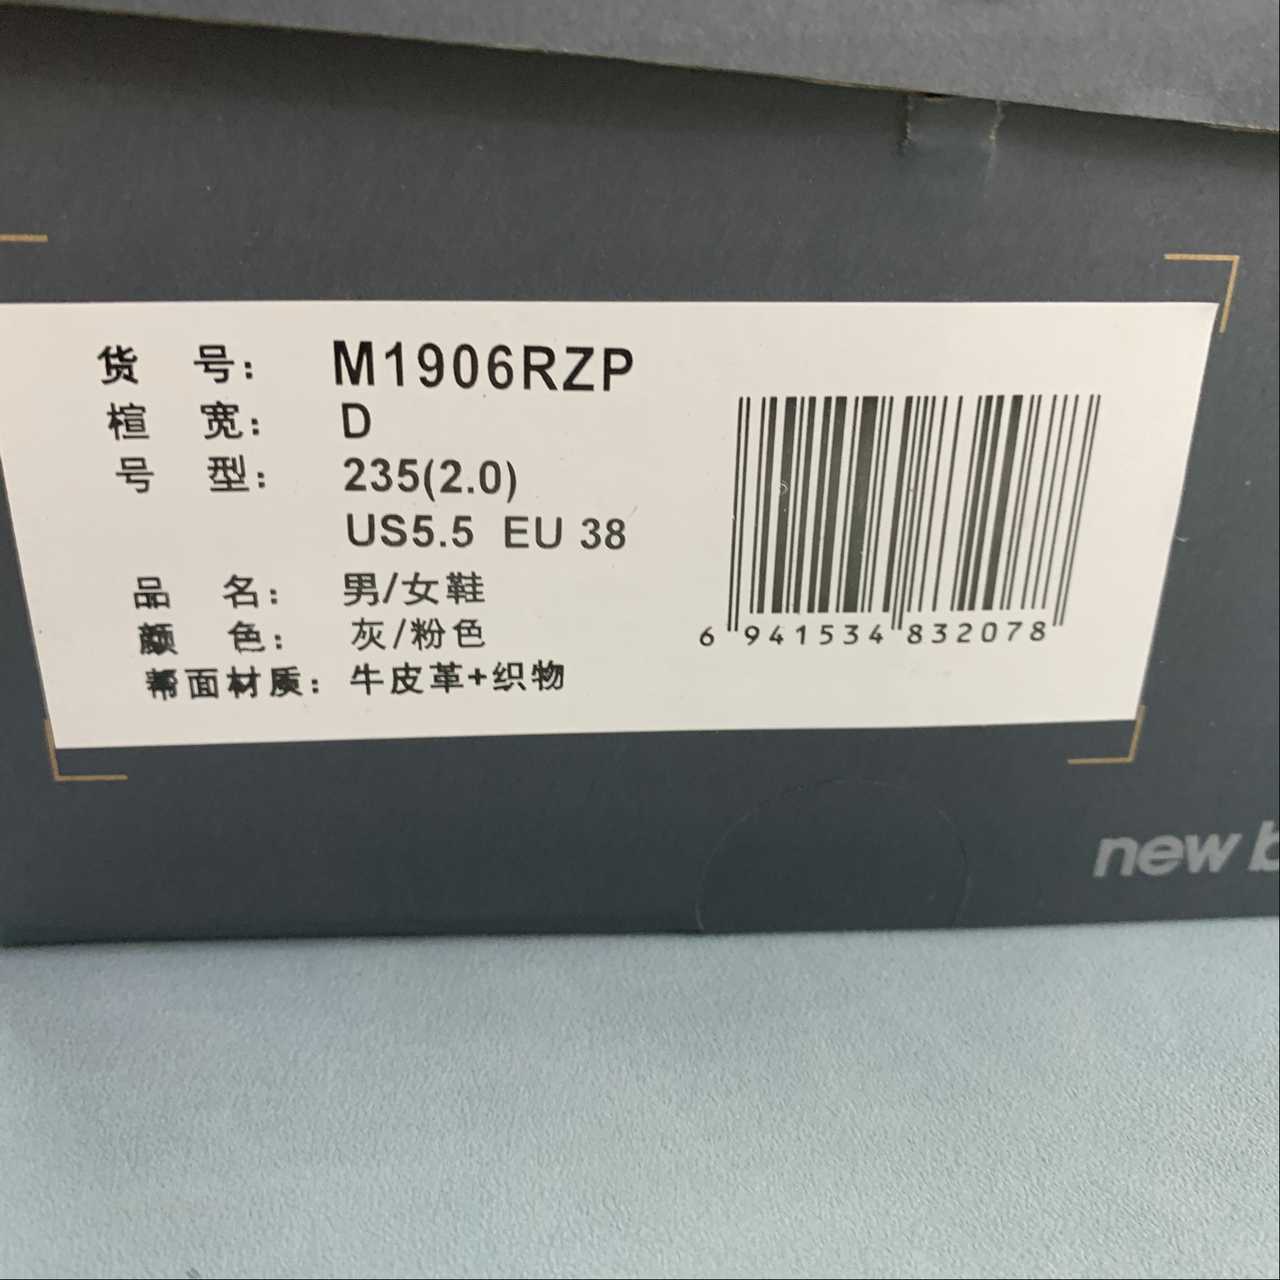 货 号: M1906RZP
楦 宽: D
号 型: 235(2.0)
US5.5 EU 38
品 名: 男/女鞋
颜 色: 灰/粉色
帮面材质: 牛皮革+织物
6 941534 832078
new b